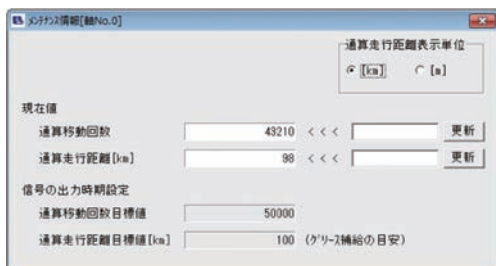 メンテナンス情報[軸No.0]
通算走行距離表示単位
[km] [m]
現在値
通算移動回数 43210 <<< 更新
通算走行距離[km] 98 <<< 更新
信号の出力時期設定
通算移動回数目標値 50000
通算走行距離目標値[km] 100 (グリース補給の目安)